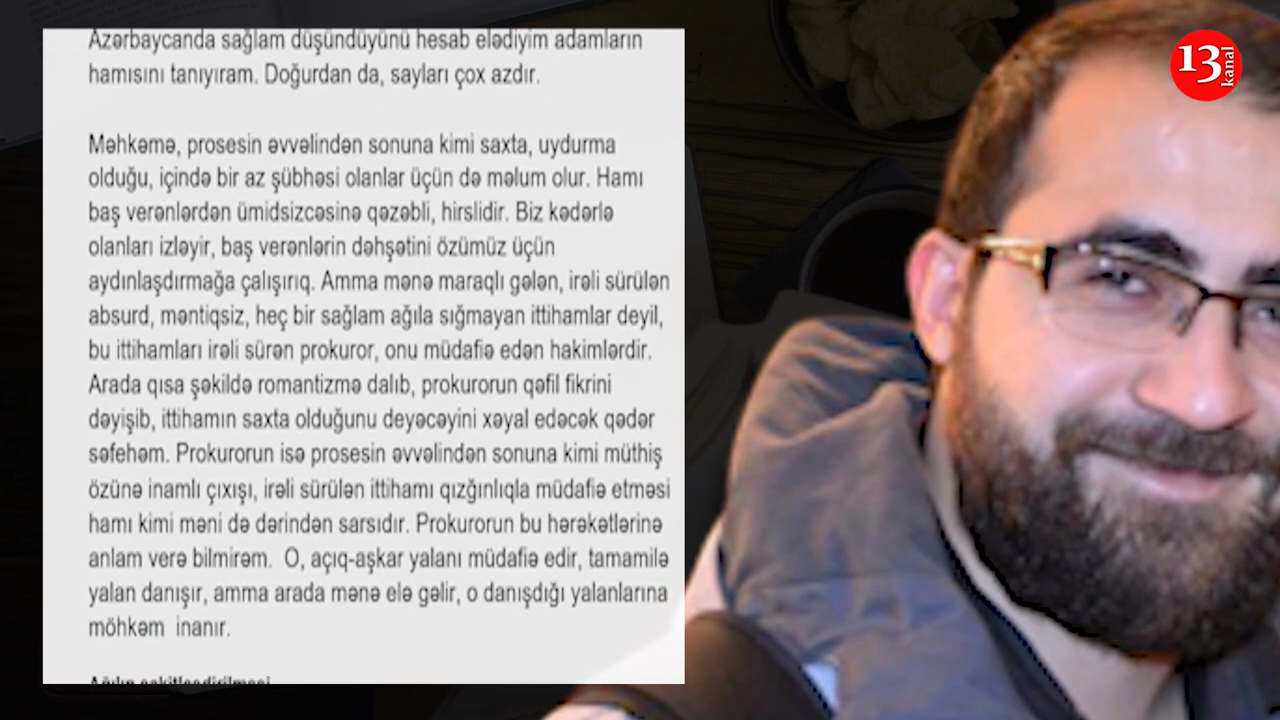 Azərbaycanda sağlam düşündüyünü hesab elədiyim adamların
hamısını tanıyıram. Doğurdan da, sayları çox azdır.
Məhkəmə, prosesin əvvəlindən sonuna kimi saxta, uydurma
olduğu, içində bir az şübhəsi olanlar üçün də məlum olur. Hamı
baş verənlərdən ümidsizcəsinə qəzəbli, hirslidir. Biz kədərlə
olanları izləyir, baş verənlərin dəhşətini özümüz üçün
aydınlaşdırmağa çalışırıq. Amma mənə maraqlı gələn, irəli sürülən
absurd, məntiqsiz, heç bir sağlam ağıla sığmayan ittihamlar deyil,
bu ittihamları irəli sürən prokuror, onu müdafiə edən hakimlərdir.
Arada qısa şəkildə romantizmə dalıb, prokurorun qəfil fikrini
dəyişib, ittihamın saxta olduğunu deyəcəyini xəyal edəcək qədər
səfehəm. Prokurorun isə prosesin əvvəlindən sonuna kimi müthiş
özünə inamlı çıxışı, irəli sürülən ittihamı qızğınlıqla müdafiə etməsi
hamı kimi məni də dərindən sarsıdır. Prokurorun bu hərəkətlərinə
anlam verə bilmirəm. O, açıq-aşkar yalanı müdafiə edir, tamamilə
yalan danışır, amma arada mənə elə gəlir, o danışdığı yalanlarına
möhkəm inanır.
13 kanal